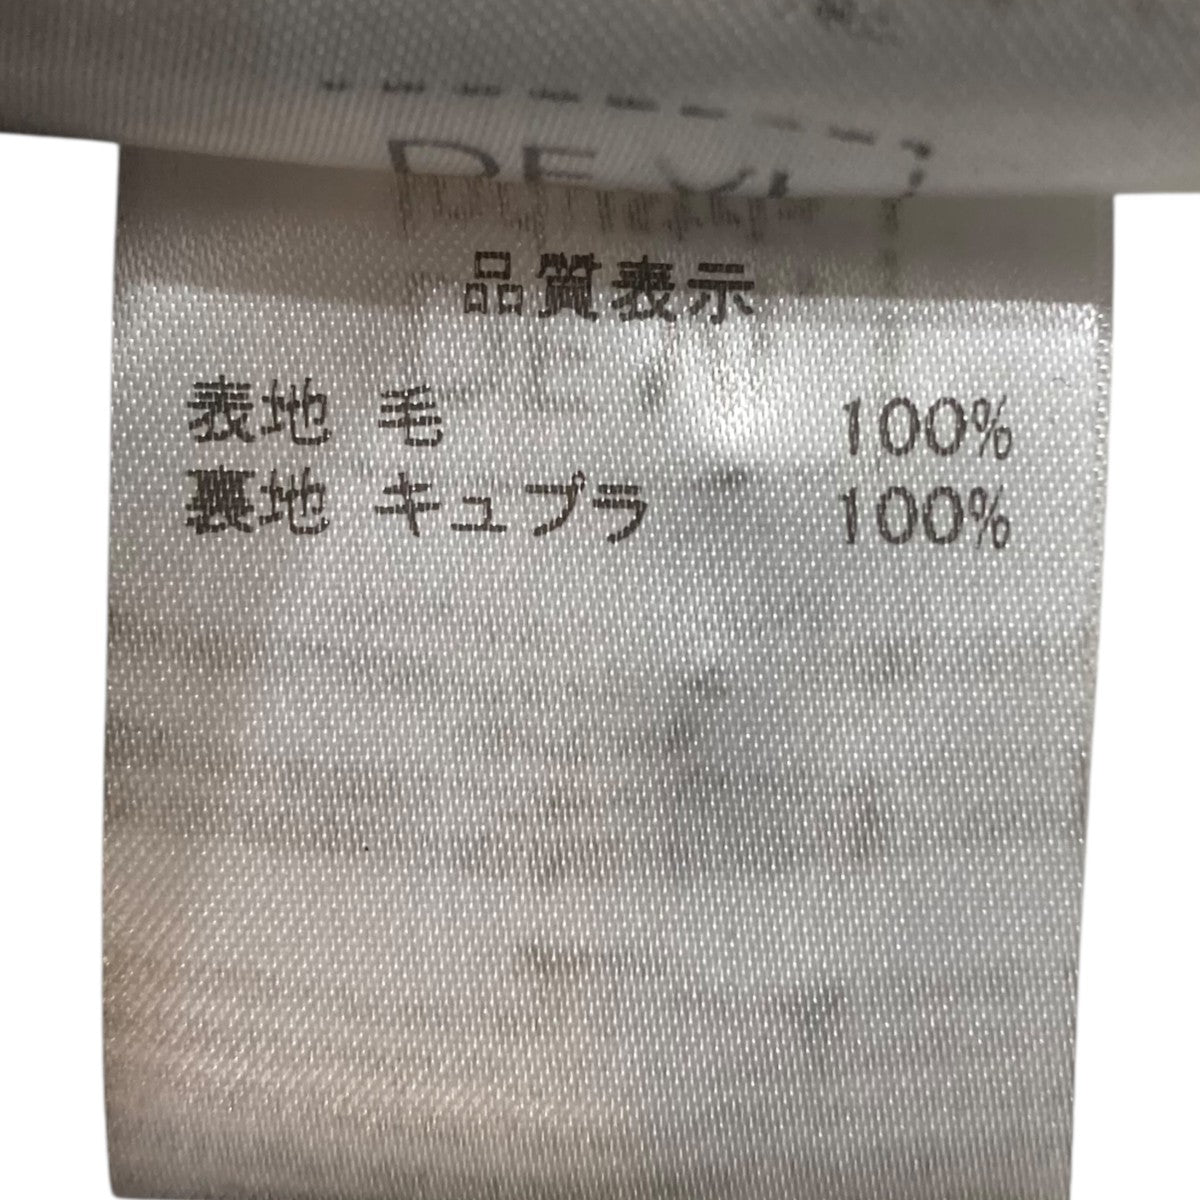 品質表示
表地 毛 100%
裏地 キュプラ 100%